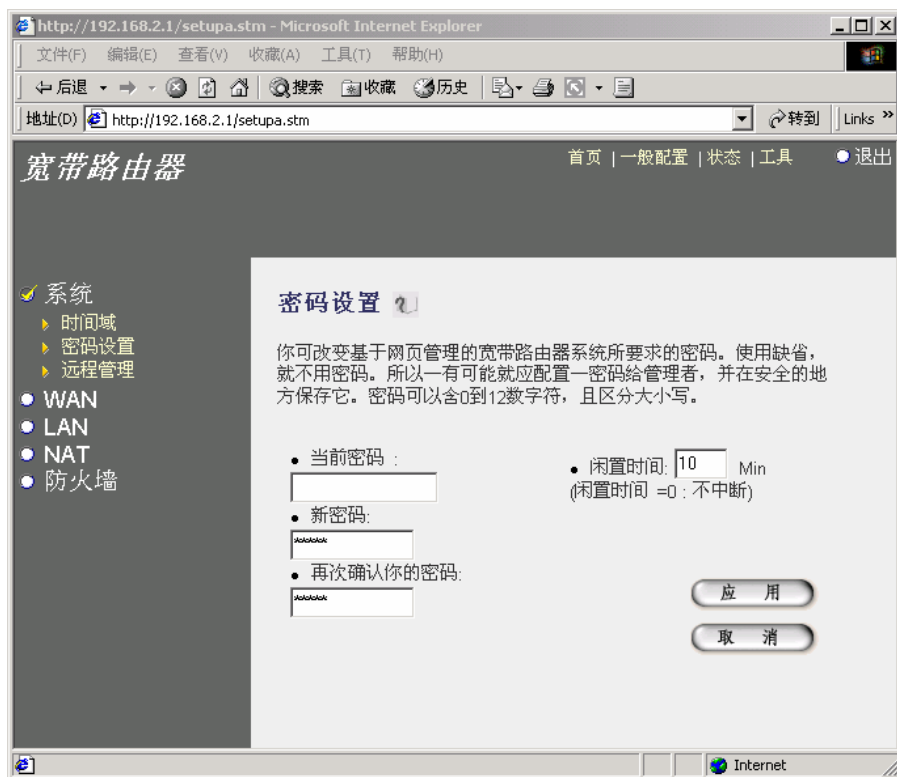 http://192.168.2.1/setupa.stm - Microsoft Internet Explorer
文件(F) 编辑(E) 查看(V) 收藏(A) 工具(T) 帮助(H)
后退 搜索 收藏 历史
地址(D) http://192.168.2.1/setupa.stm 转到 Links »
宽带路由器
首页 | 一般配置 | 状态 | 工具 退出
系统
时间域
密码设置
远程管理
WAN
LAN
NAT
防火墙
密码设置
你可改变基于网页管理的宽带路由器系统所要求的密码。使用缺省，
就不用密码。所以一有可能就应配置一密码给管理者，并在安全的地
方保存它。密码可以含0到12数字符，且区分大小写。
• 当前密码 :
• 新密码:
*****
• 再次确认你的密码:
*****
• 闲置时间: 10 Min
(闲置时间 =0 : 不中断)
应 用
取 消
Internet